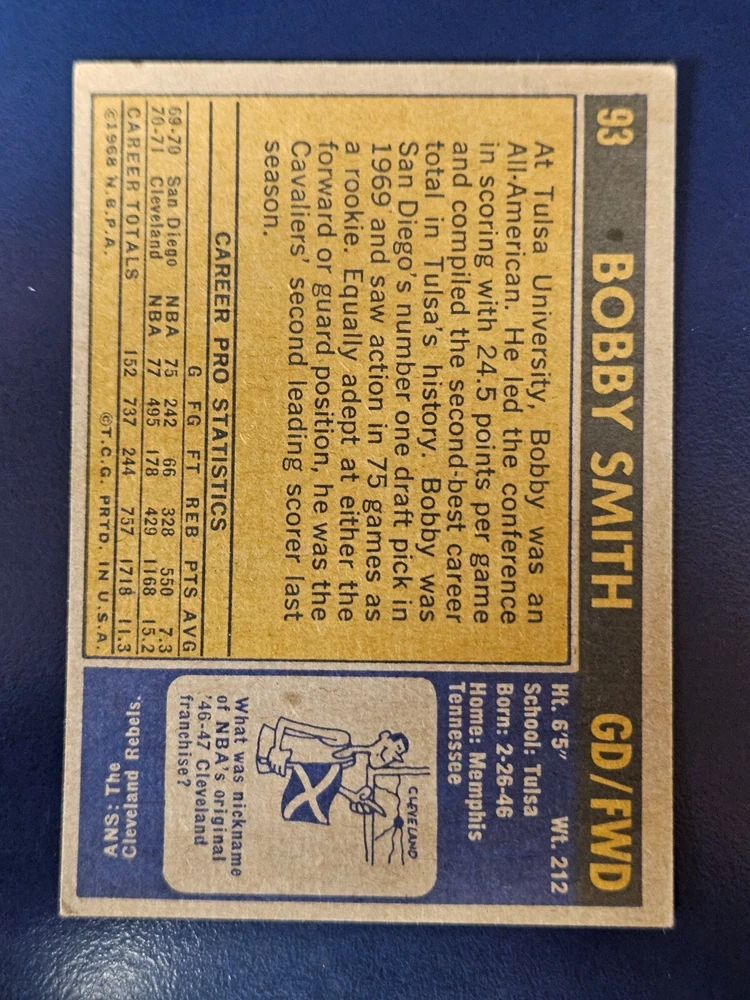 93 BOBBY SMITH GD/FWD
At Tulsa University, Bobby was an
All-American. He led the conference
in scoring with 24.5 points per game
and compiled the second-best career
total in Tulsa's history. Bobby was
San Diego's number one draft pick in
1969 and saw action in 75 games as
a rookie. Equally adept at either the
forward or guard position, he was the
Cavaliers' second leading scorer last
season.
CAREER PRO STATISTICS
G FG FT REB PTS AVG
69-70 San Diego NBA 75 242 66 328 550 7.3
70-71 Cleveland NBA 77 495 178 429 1168 15.2
CAREER TOTALS 152 737 244 757 1718 11.3
©1968 N.B.P.A. ©T.C.G. PRTD. IN U.S.A.
Ht. 6'5" Wt. 212
School: Tulsa
Born: 2-26-46
Home: Memphis
Tennessee
CLEVELAND
What was nickname
of NBA's original
'46-47 Cleveland
franchise?
ANS: The
Cleveland Rebels.